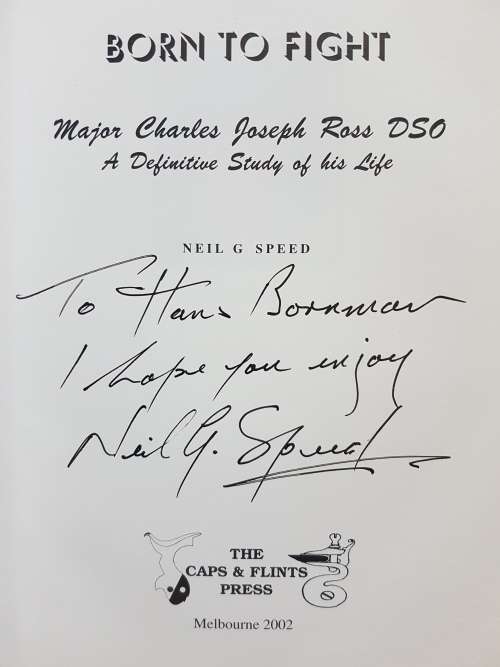 BORN TO FIGHT
Major Charles Joseph Ross DSO
A Definitive Study of his Life
NEIL G SPEED
To Hans Bornman
I hope you enjoy
Neil G. Speed
THE
CAPS & FLINTS
PRESS
Melbourne 2002